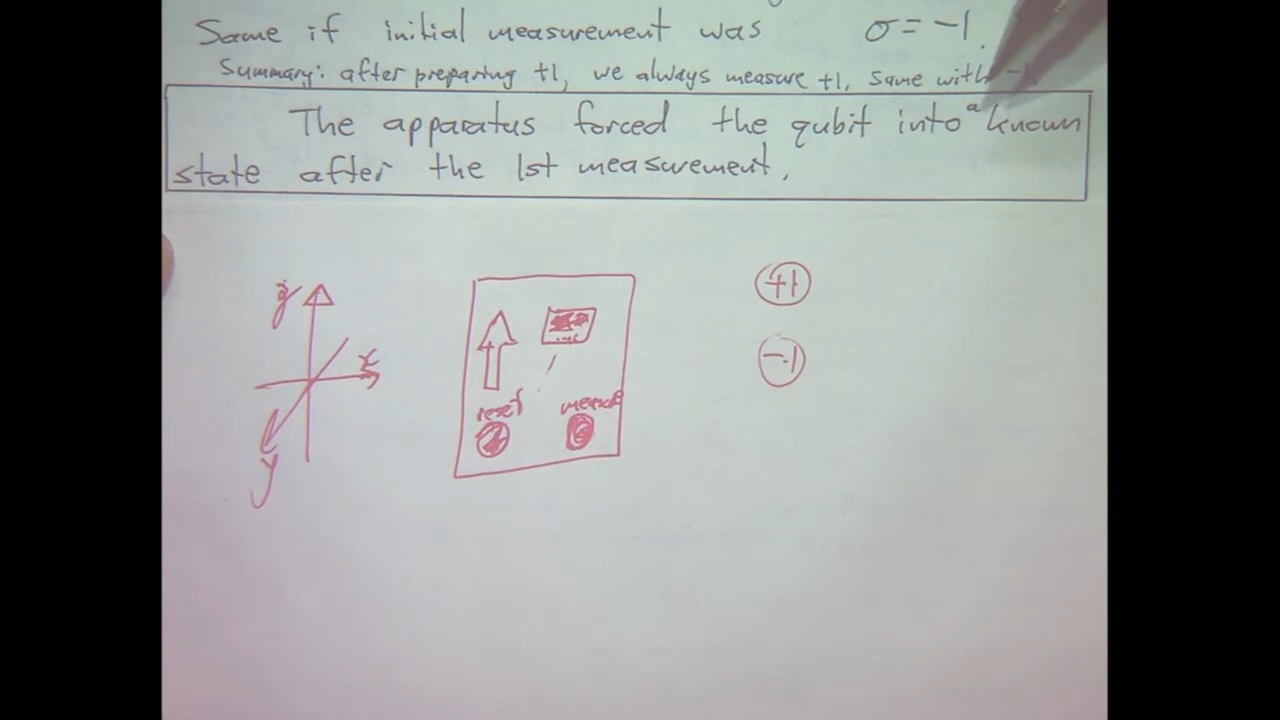 Same if initial measurement was σ = -1.
Summary: after preparing +1, we always measure +1, same with -1.
The apparatus forced the qubit into a known
state after the 1st measurement.
x
y
reset
+1
-1